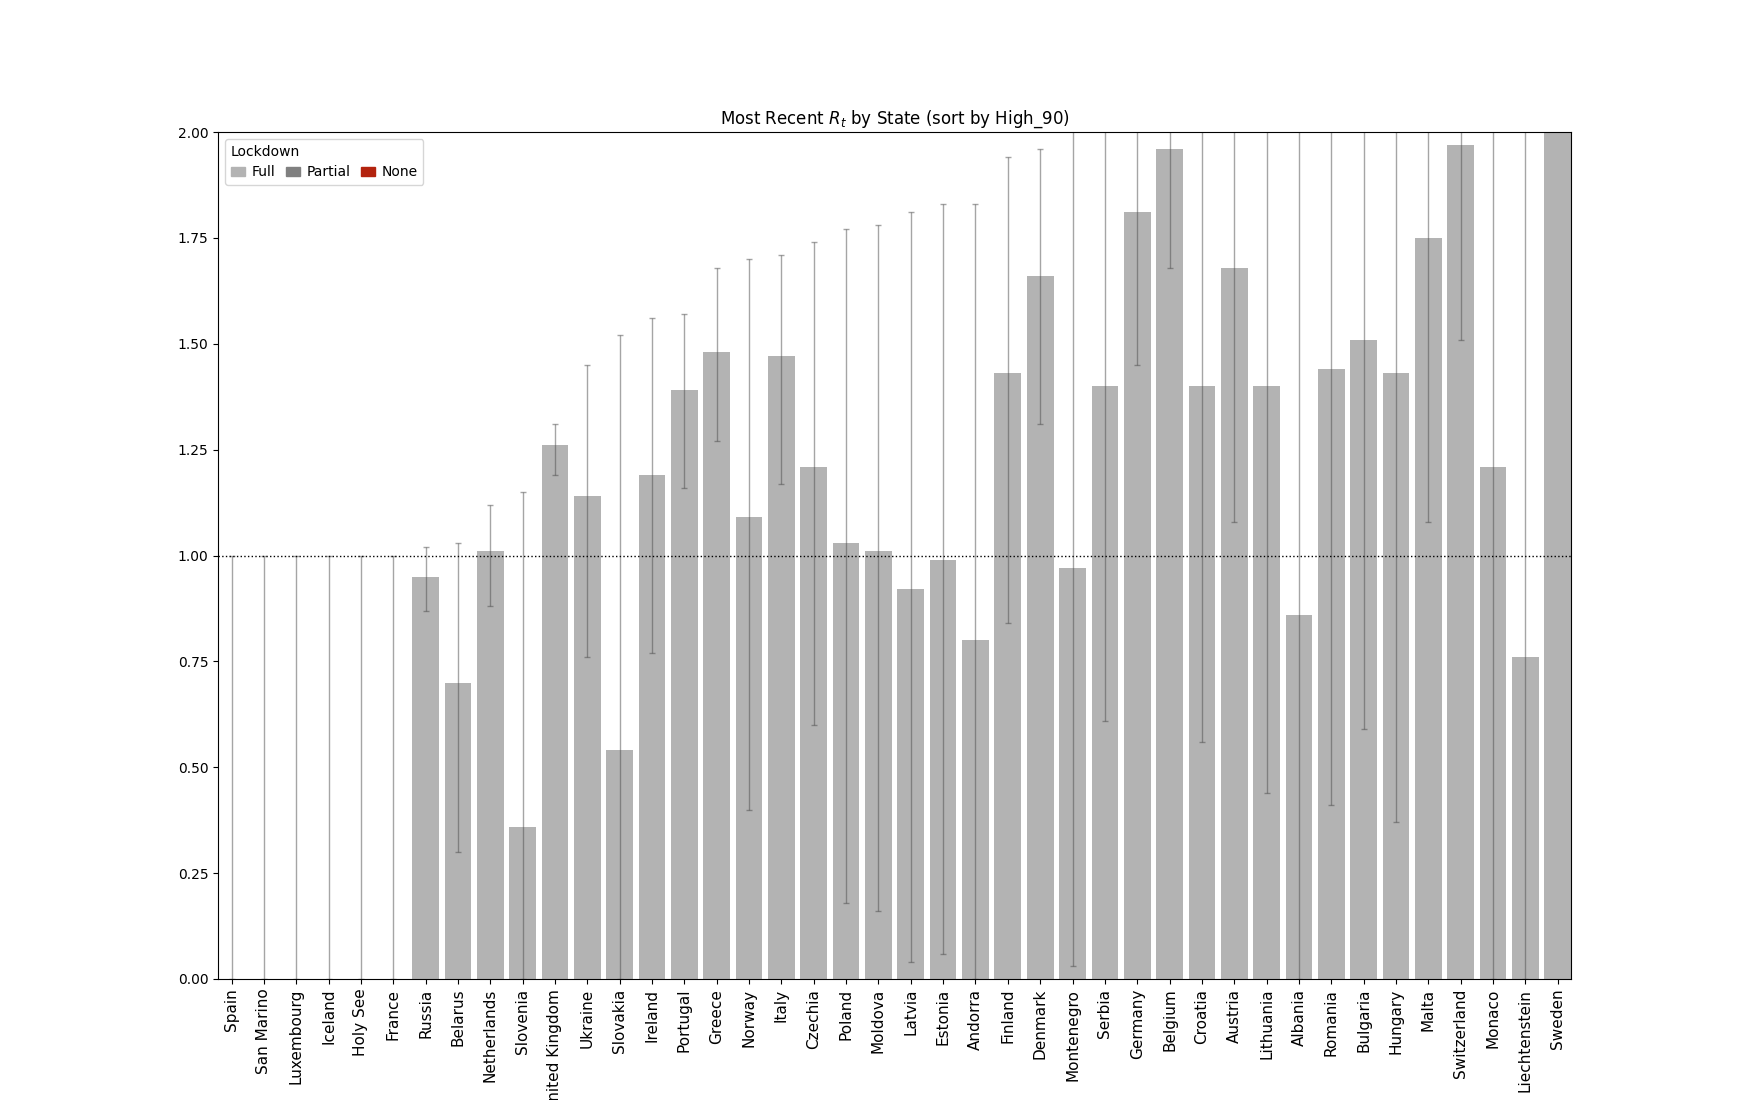 Most Recent Rt by State (sort by High_90)
2.00
Lockdown
Full Partial None
1.75
1.50
1.25
1.00
0.75
0.50
0.25
0.00
Spain
San Marino
Luxembourg
Iceland
Holy See
France
Russia
Belarus
Netherlands
Slovenia
nited Kingdom
Ukraine
Slovakia
Ireland
Portugal
Greece
Norway
Italy
Czechia
Poland
Moldova
Latvia
Estonia
Andorra
Finland
Denmark
Montenegro
Serbia
Germany
Belgium
Croatia
Austria
Lithuania
Albania
Romania
Bulgaria
Hungary
Malta
Switzerland
Monaco
Liechtenstein
Sweden